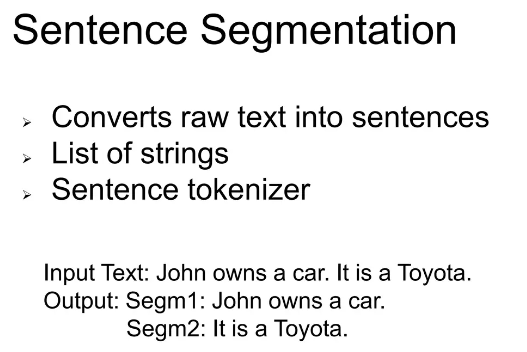 Sentence Segmentation
➢ Converts raw text into sentences
➢ List of strings
➢ Sentence tokenizer
Input Text: John owns a car. It is a Toyota.
Output: Segm1: John owns a car.
Segm2: It is a Toyota.